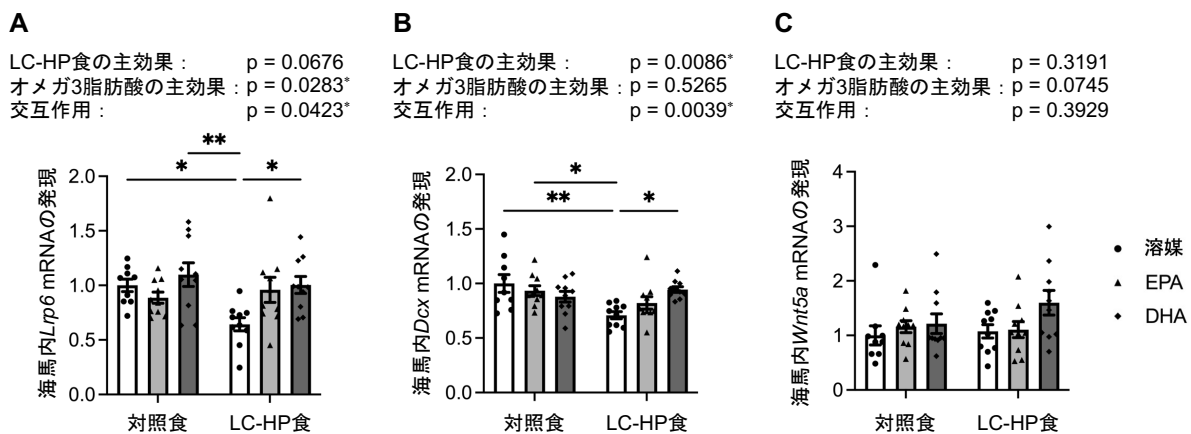 A
LC-HP食の主効果： p = 0.0676
オメガ3脂肪酸の主効果： p = 0.0283*
交互作用： p = 0.0423*
**
*
*
海馬内Lrp6 mRNAの発現
2.0
1.5
1.0
0.5
0.0
対照食 LC-HP食
B
LC-HP食の主効果： p = 0.0086*
オメガ3脂肪酸の主効果： p = 0.5265
交互作用： p = 0.0039*
*
**
*
海馬内Dcx mRNAの発現
2.0
1.5
1.0
0.5
0.0
対照食 LC-HP食
C
LC-HP食の主効果： p = 0.3191
オメガ3脂肪酸の主効果： p = 0.0745
交互作用： p = 0.3929
海馬内Wnt5a mRNAの発現
4
3
2
1
0
対照食 LC-HP食
溶媒
EPA
DHA